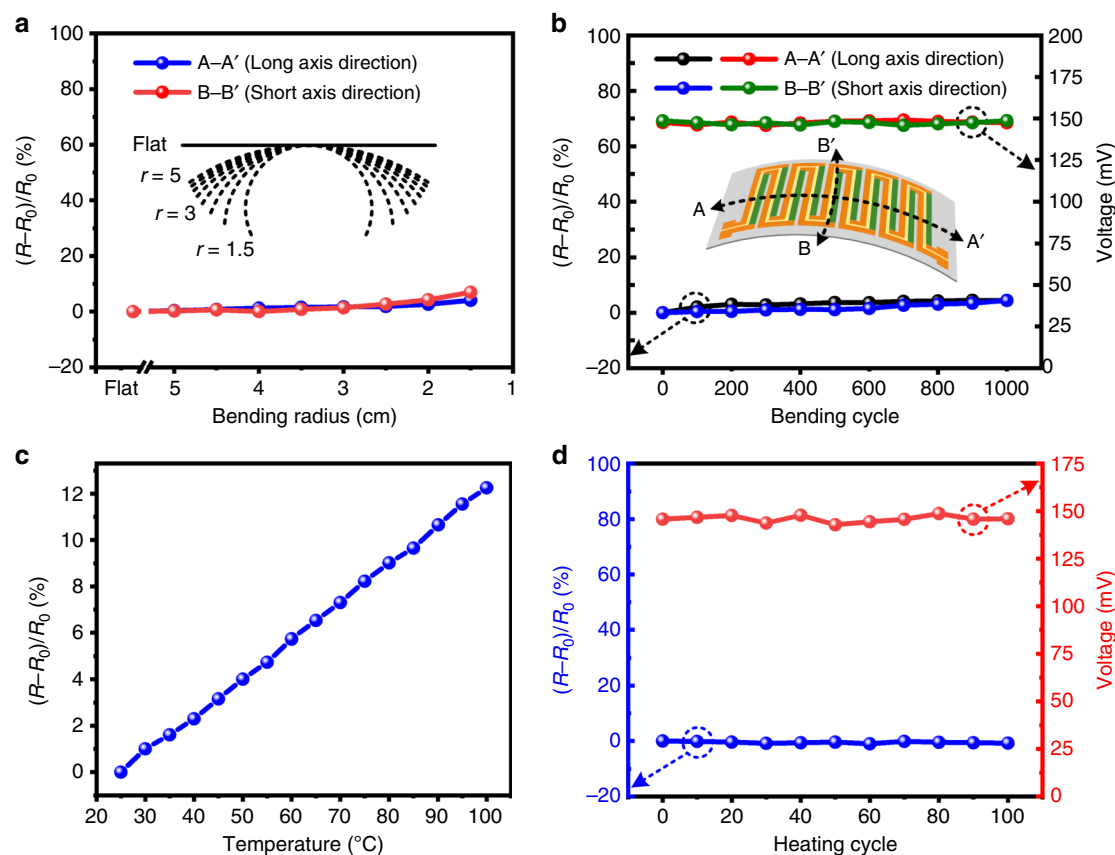 a
100
80
60
40
20
0
–20
(R–R0)/R0 (%)
A–A′ (Long axis direction)
B–B′ (Short axis direction)
Flat
r = 5
r = 3
r = 1.5
Flat 5 4 3 2 1
Bending radius (cm)
b
100
80
60
40
20
0
–20
(R–R0)/R0 (%)
A–A′ (Long axis direction)
B–B′ (Short axis direction)
B′
A
B
A′
200
175
150
125
100
75
50
25
0
Voltage (mV)
0 200 400 600 800 1000
Bending cycle
c
12
10
8
6
4
2
0
(R–R0)/R0 (%)
20 30 40 50 60 70 80 90 100
Temperature (°C)
d
100
80
60
40
20
0
–20
(R–R0)/R0 (%)
175
150
125
100
75
50
25
0
Voltage (mV)
0 20 40 60 80 100
Heating cycle